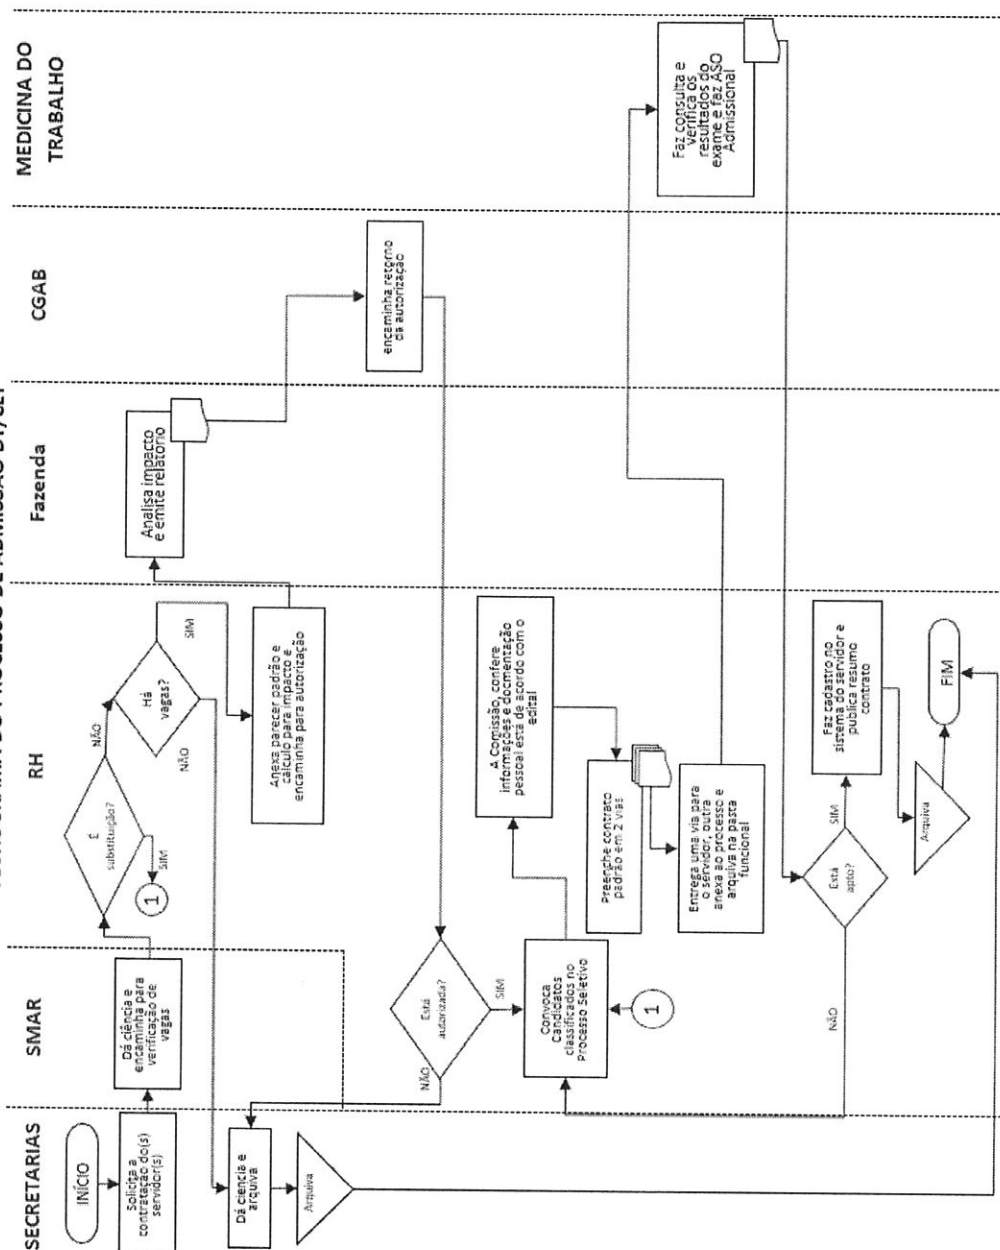 SECRETARIAS
SMAR
RH
Fazenda
CGAB
MEDICINA DO
TRABALHO
INÍCIO
Solicita a
contratação do(s)
servidor(s)
Dá ciência e
encaminha para
verificação de
vagas
É
substituição?
NÃO
SIM
1
Há
vagas?
SIM
NÃO
Anexa parecer padrão e
cálculo para impacto e
encaminha para autorização
Analisa impacto
e emite relatório
encaminha retorno
da autorização
Está
autorizada?
NÃO
SIM
Dá ciencia e
arquiva
Arquiva
Convoca
Candidatos
classificados no
Processo Seletivo
1
A Comissão, confere
informações e docmentação
pessoal está de acordo com o
edital
Preenche contrato
padrão em 2 vias
Entrega uma via para
o servidor, outra
anexa ao processo e
arquiva na pasta
funcional
Faz consulta e
verifica os
resultados do
exame e faz ASO
Admissional
Está
apto?
NÃO
SIM
Faz cadastro no
sistema do servidor e
publica resumo
contrato
Arquiva
FIM